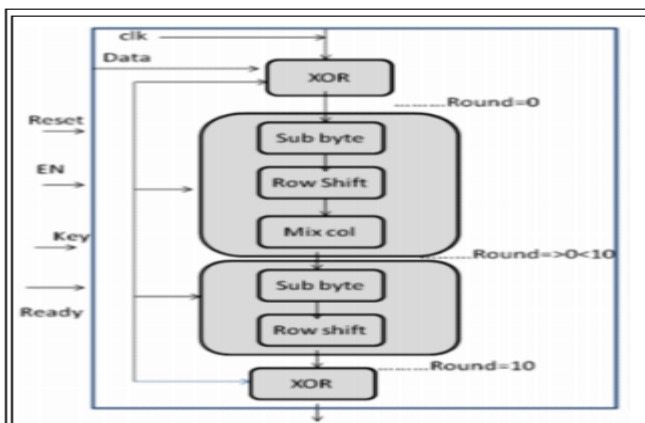 clk
Data
XOR
Round=0
Reset
Sub byte
EN
Row Shift
Key
Mix col
Round=>0<10
Sub byte
Ready
Row shift
Round=10
XOR